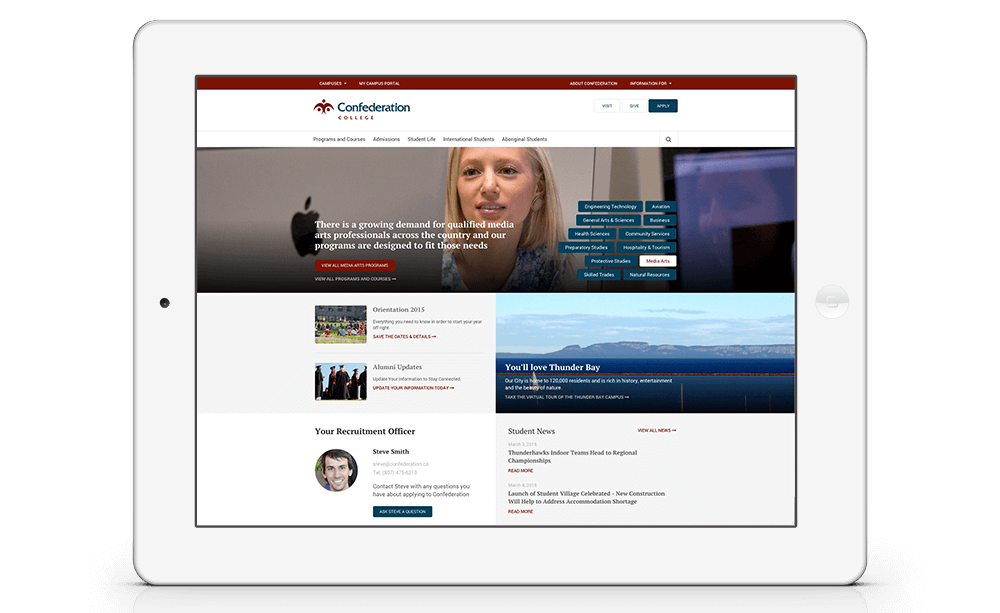 CAMPUSES MY CAMPUS PORTAL ABOUT CONFEDERATION INFORMATION FOR
Confederation
COLLEGE
VISIT GIVE APPLY
Programs and Courses Admissions Student Life International Students Aboriginal Students
There is a growing demand for qualified media
arts professionals across the country and our
programs are designed to fit those needs
VIEW ALL MEDIA ARTS PROGRAMS
VIEW ALL PROGRAMS AND COURSES
Engineering Technology Aviation
General Arts & Sciences Business
Health Sciences Community Services
Preparatory Studies Hospitality & Tourism
Protective Studies Media Arts
Skilled Trades Natural Resources
Orientation 2015
Everything you need to know in order to start your year
off right
SAVE THE DATES & DETAILS
Alumni Updates
Update Your Information to Stay Connected.
UPDATE YOUR INFORMATION TODAY
You'll love Thunder Bay
Our City is home to 120,000 residents and is rich in history, entertainment
and the beauty of nature
TAKE THE VIRTUAL TOUR OF THE THUNDER BAY CAMPUS
Your Recruitment Officer
Steve Smith
steve@confederation.ca
Tel: (807) 475-6213
Contact Steve with any questions you
have about applying to Confederation
ASK STEVE A QUESTION
Student News VIEW ALL NEWS
March 5, 2015
Thunderhawks Indoor Teams Head to Regional
Championships
READ MORE
March 4, 2015
Launch of Student Village Celebrated - New Construction
Will Help to Address Accommodation Shortage
READ MORE